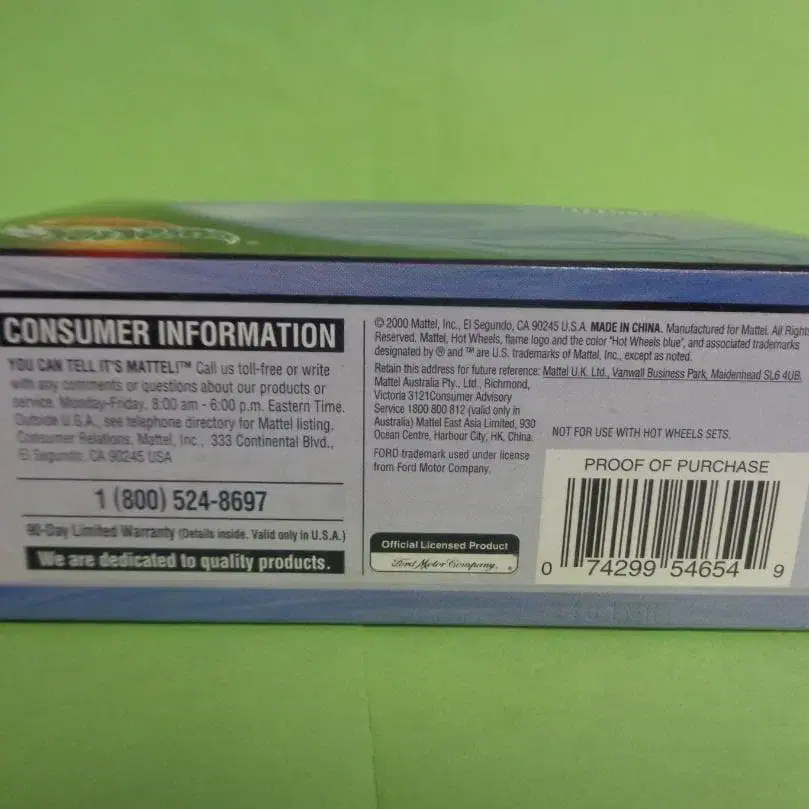 Hot Wheels
CONSUMER INFORMATION
YOU CAN TELL IT'S MATTEL!™ Call us toll-free or write
with any comments or questions about our products or
service. Monday-Friday. 8:00 am - 6:00 p.m. Eastern Time.
Outside U.S.A., see telephone directory for Mattel listing.
Consumer Relations, Mattel, Inc., 333 Continental Blvd.,
El Segundo, CA 90245 USA
1 (800) 524-8697
90-Day Limited Warranty (Details inside. Valid only in U.S.A.)
We are dedicated to quality products.
© 2000 Mattel, Inc., El Segundo, CA 90245 U.S.A. MADE IN CHINA. Manufactured for Mattel. All Rights
Reserved. Mattel, Hot Wheels, flame logo and the color "Hot Wheels blue", and associated trademarks
designated by ® and ™ are U.S. trademarks of Mattel, Inc., except as noted.
Retain this address for future reference: Mattel U.K. Ltd., Vanwall Business Park, Maidenhead SL6 4UB.
Mattel Australia Pty., Ltd., Richmond,
Victoria 3121Consumer Advisory
Service 1800 800 812 (valid only in
Australia) Mattel East Asia Limited, 930
Ocean Centre, Harbour City, HK, China.
FORD trademark used under license
from Ford Motor Company.
Official Licensed Product
Ford Motor Company. ®
NOT FOR USE WITH HOT WHEELS SETS.
PROOF OF PURCHASE
0 74299 54654 9